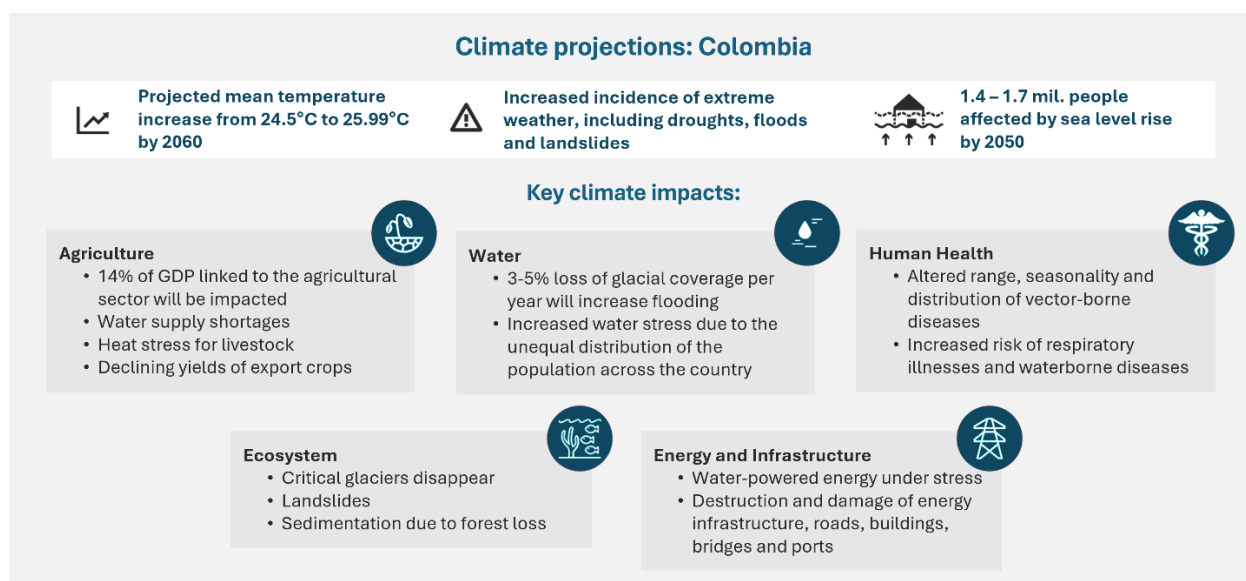 Climate projections: Colombia
Projected mean temperature
increase from 24.5°C to 25.99°C
by 2060
Increased incidence of extreme
weather, including droughts, floods
and landslides
1.4 – 1.7 mil. people
affected by sea level rise
by 2050
Key climate impacts:
Agriculture
• 14% of GDP linked to the agricultural
sector will be impacted
• Water supply shortages
• Heat stress for livestock
• Declining yields of export crops
Water
• 3-5% loss of glacial coverage per
year will increase flooding
• Increased water stress due to the
unequal distribution of the
population across the country
Human Health
• Altered range, seasonality and
distribution of vector-borne
diseases
• Increased risk of respiratory
illnesses and waterborne diseases
Ecosystem
• Critical glaciers disappear
• Landslides
• Sedimentation due to forest loss
Energy and Infrastructure
• Water-powered energy under stress
• Destruction and damage of energy
infrastructure, roads, buildings,
bridges and ports